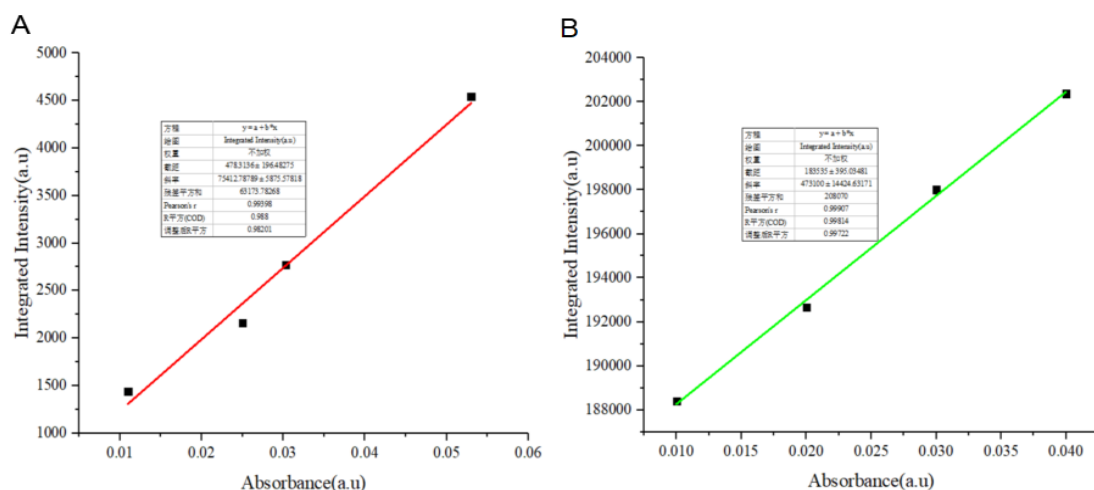 A
5000
4500
4000
3500
3000
2500
2000
1500
1000
Integrated Intensity(a.u)
方程 y = a + b*x
绘图 Integrated Intensity(a.u)
权重 不加权
截距 478.3136 ± 196.48275
斜率 75412.78789 ± 5875.57818
残差平方和 63173.78268
Pearson's r 0.99398
R平方(COD) 0.988
调整后R平方 0.98201
0.01 0.02 0.03 0.04 0.05 0.06
Absorbance(a.u)
B
204000
202000
200000
198000
196000
194000
192000
190000
188000
Integrated Intensity(a.u)
方程 y = a + b*x
绘图 Integrated Intensity(a.u)
权重 不加权
截距 183535 ± 395.03481
斜率 473100 ± 14424.63171
残差平方和 208070
Pearson's r 0.99907
R平方(COD) 0.99814
调整后R平方 0.99722
0.010 0.015 0.020 0.025 0.030 0.035 0.040
Absorbance(a.u)